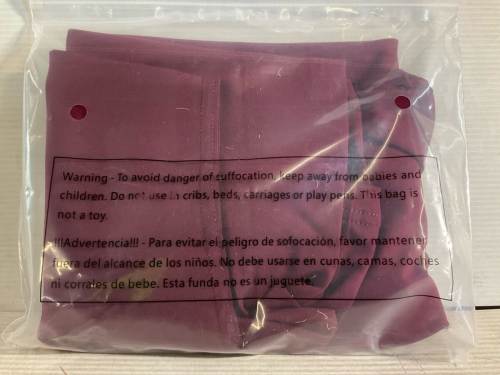 Warning - To avoid danger of suffocation, keep away from babies and
children. Do not use in cribs, beds, carriages or play pens. This bag is
not a toy.
!!!Advertencia!!! - Para evitar el peligro de sofocación, favor mantener
fuera del alcance de los niños. No debe usarse en cunas, camas, coches
ni corrales de bebe. Esta funda no es un juguete.